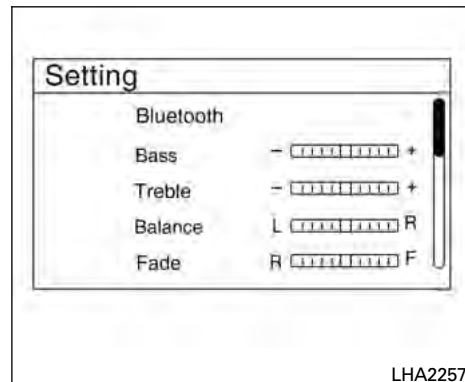 Setting
Bluetooth
Bass - +
Treble - +
Balance L R
Fade R F
LHA2257